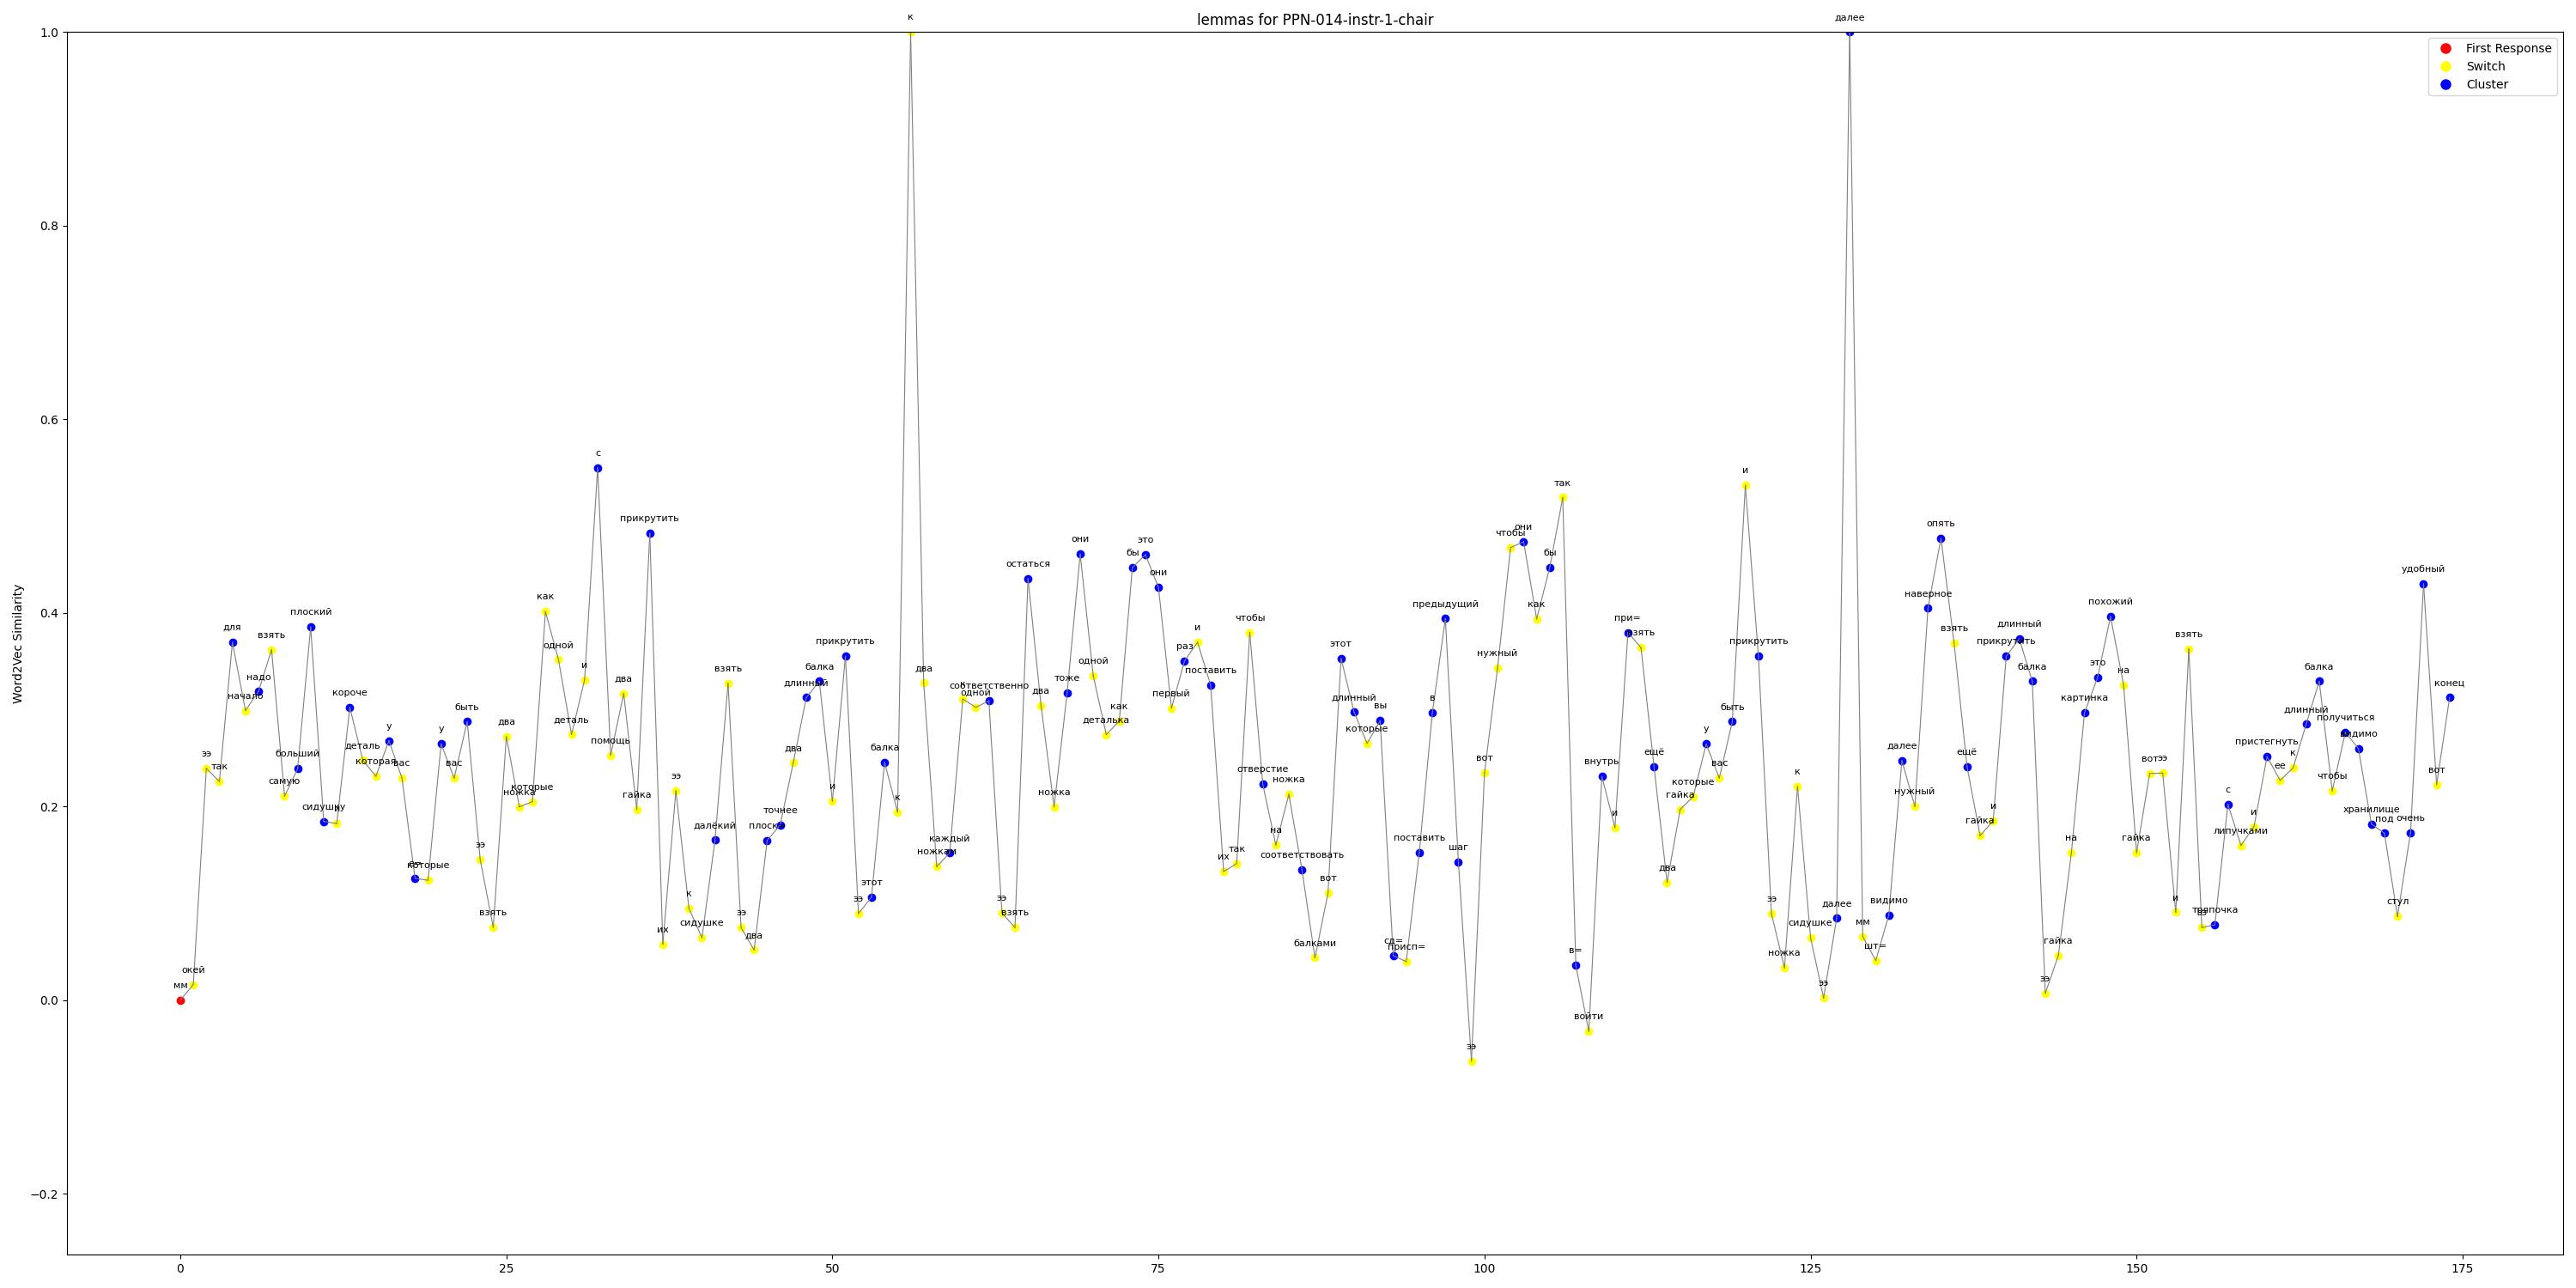 lemmas for PPN-014-instr-1-chair
First Response
Switch
Cluster
Word2Vec Similarity
1.0
0.8
0.6
0.4
0.2
0.0
−0.2
0
25
50
75
100
125
150
175
мм
окей
ээ
так
для
начало
надо
взять
самую
больший
плоский
сидушку
короче
деталь
которая
у
вас
которые
у
вас
быть
ээ
взять
два
ножка
которые
как
одной
деталь
и
с
помощь
два
гайка
прикрутить
их
ээ
к
сидушке
далёкий
взять
ээ
два
точнее
два
длинный
балка
и
прикрутить
ээ
этот
балка
к
к
два
ножкам
каждый
к
одной
соответственно
ээ
взять
остаться
два
ножка
тоже
они
одной
деталька
как
бы
это
они
первый
раз
и
поставить
их
так
чтобы
отверстие
на
ножка
соответствовать
балками
вот
этот
длинный
которые
вы
сд=
присп=
поставить
в
предыдущий
шаг
ээ
вот
нужный
чтобы
они
как
бы
так
в=
войти
внутрь
и
при=
взять
ещё
два
гайка
которые
у
вас
быть
и
прикрутить
ээ
ножка
к
сидушке
ээ
далее
далее
мм
шт=
видимо
далее
нужный
наверное
опять
взять
ещё
гайка
и
прикрутить
длинный
балка
ээ
гайка
на
картинка
это
похожий
на
гайка
вот
ээ
и
взять
ээ
тряпочка
с
липучками
и
пристегнуть
ее
к
длинный
балка
чтобы
получиться
видимо
хранилище
под
стул
очень
удобный
вот
конец